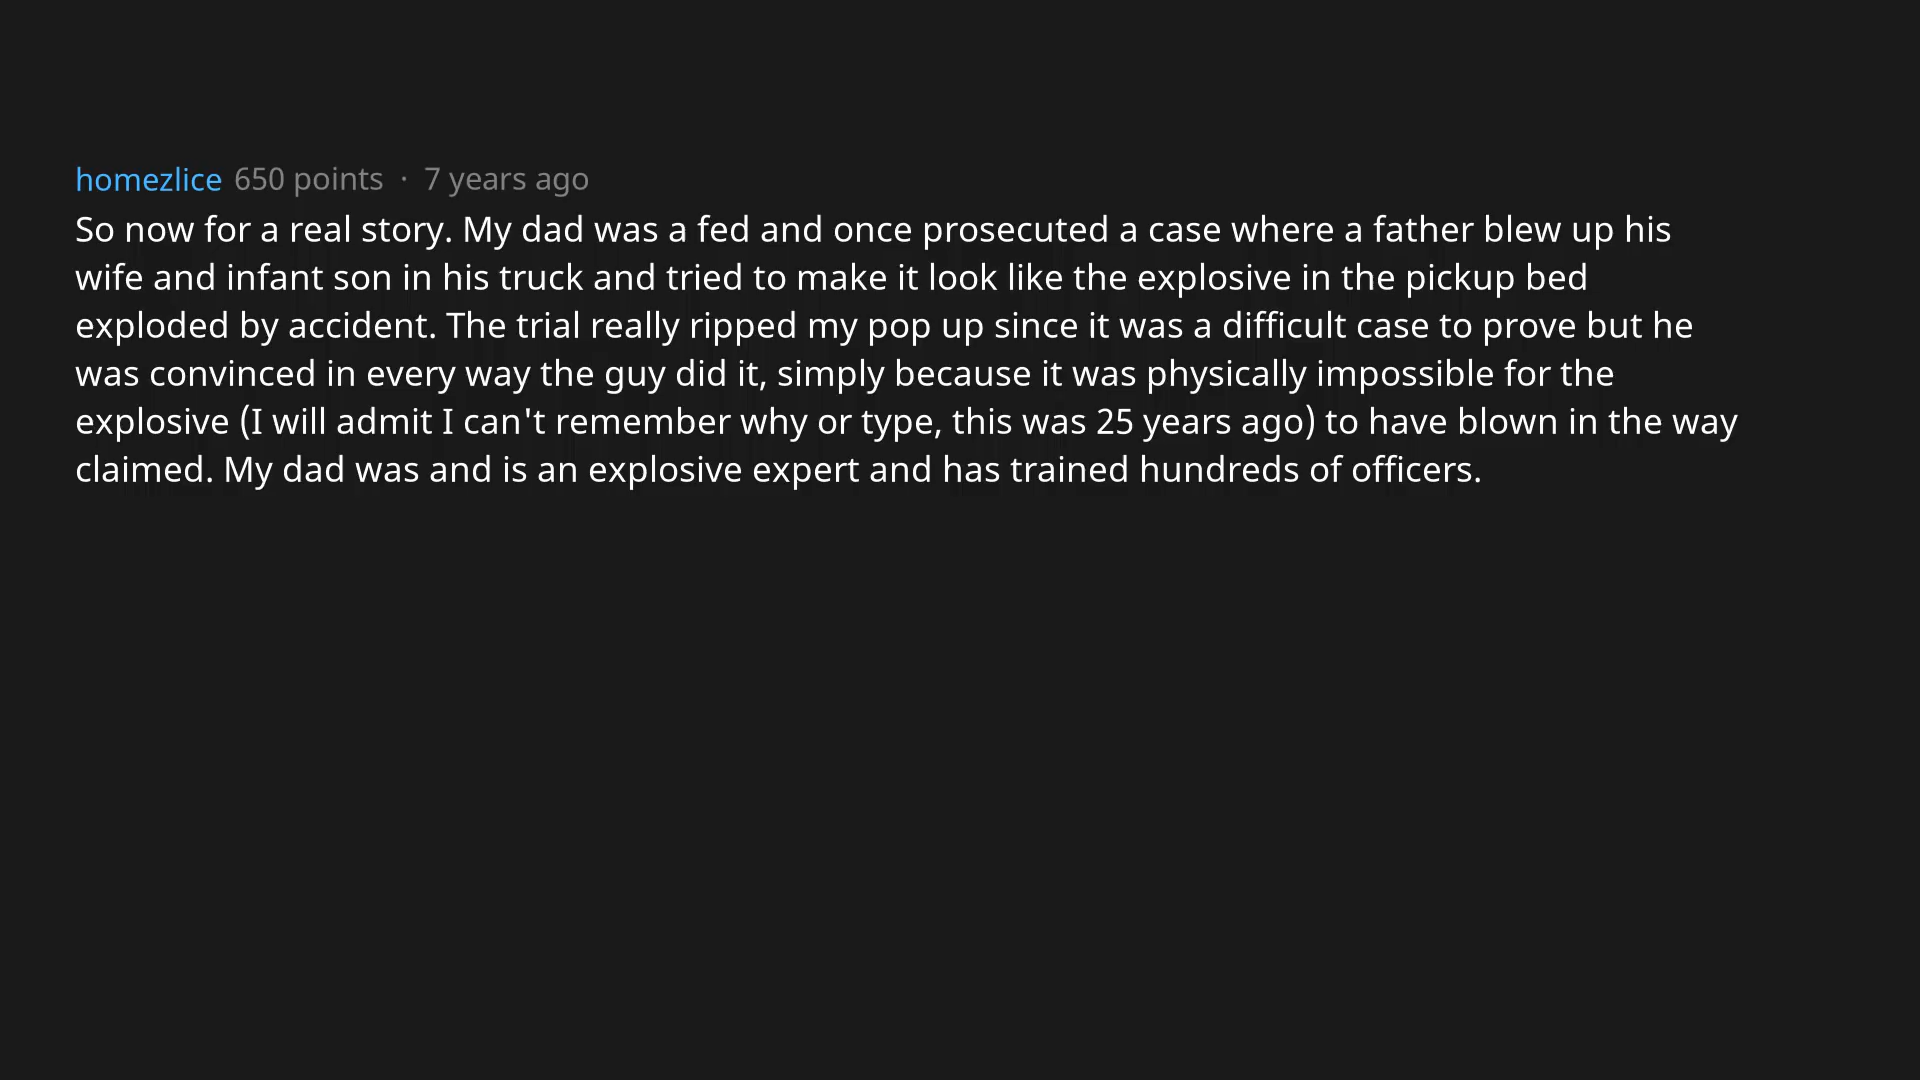 homezlice 650 points · 7 years ago
So now for a real story. My dad was a fed and once prosecuted a case where a father blew up his
wife and infant son in his truck and tried to make it look like the explosive in the pickup bed
exploded by accident. The trial really ripped my pop up since it was a difficult case to prove but he
was convinced in every way the guy did it, simply because it was physically impossible for the
explosive (I will admit I can't remember why or type, this was 25 years ago) to have blown in the way
claimed. My dad was and is an explosive expert and has trained hundreds of officers.